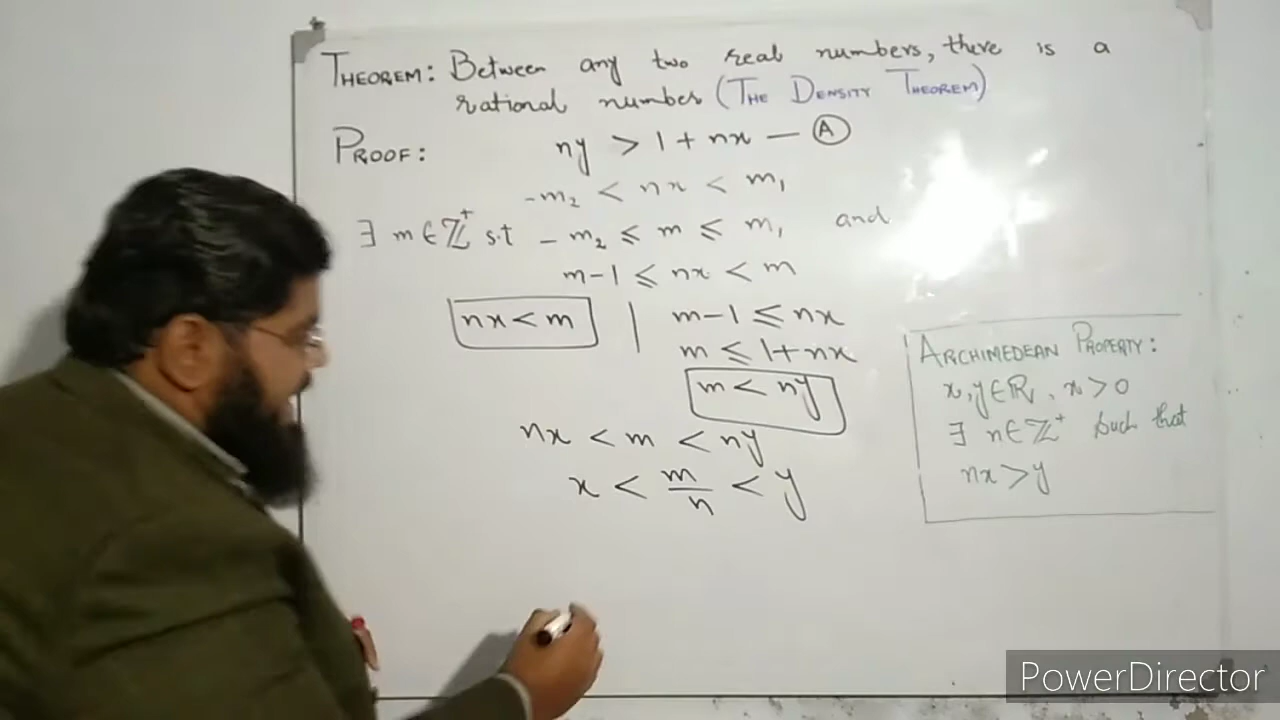 THEOREM: Between any two real numbers, there is a
rational number (THE DENSITY THEOREM)
PROOF: ny > 1 + nx — Ⓐ
-m₂ < nx < m₁
∃ m ∈ ℤ⁺ s.t - m₂ ⩽ m ⩽ m₁ and
m-1 ⩽ nx < m
nx < m | m-1 ⩽ nx
m ⩽ 1+nx
m < ny
nx < m < ny
x < m/n < y
ARCHIMEDEAN PROPERTY:
x, y ∈ ℝ, x > 0
∃ n ∈ ℤ⁺ such that
nx > y
PowerDirector